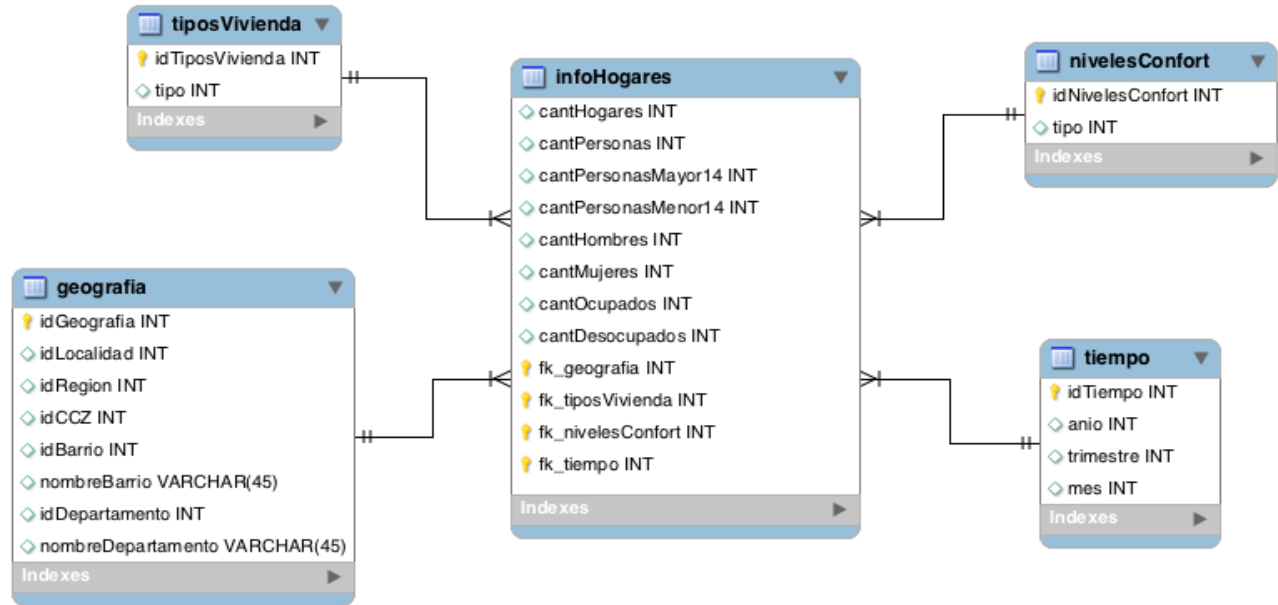 tiposVivienda
idTiposVivienda INT
tipo INT
Indexes
geografia
idGeografia INT
idLocalidad INT
idRegion INT
idCCZ INT
idBarrio INT
nombreBarrio VARCHAR(45)
idDepartamento INT
nombreDepartamento VARCHAR(45)
Indexes
infoHogares
cantHogares INT
cantPersonas INT
cantPersonasMayor14 INT
cantPersonasMenor14 INT
cantHombres INT
cantMujeres INT
cantOcupados INT
cantDesocupados INT
fk_geografia INT
fk_tiposVivienda INT
fk_nivelesConfort INT
fk_tiempo INT
Indexes
nivelesConfort
idNivelesConfort INT
tipo INT
Indexes
tiempo
idTiempo INT
anio INT
trimestre INT
mes INT
Indexes